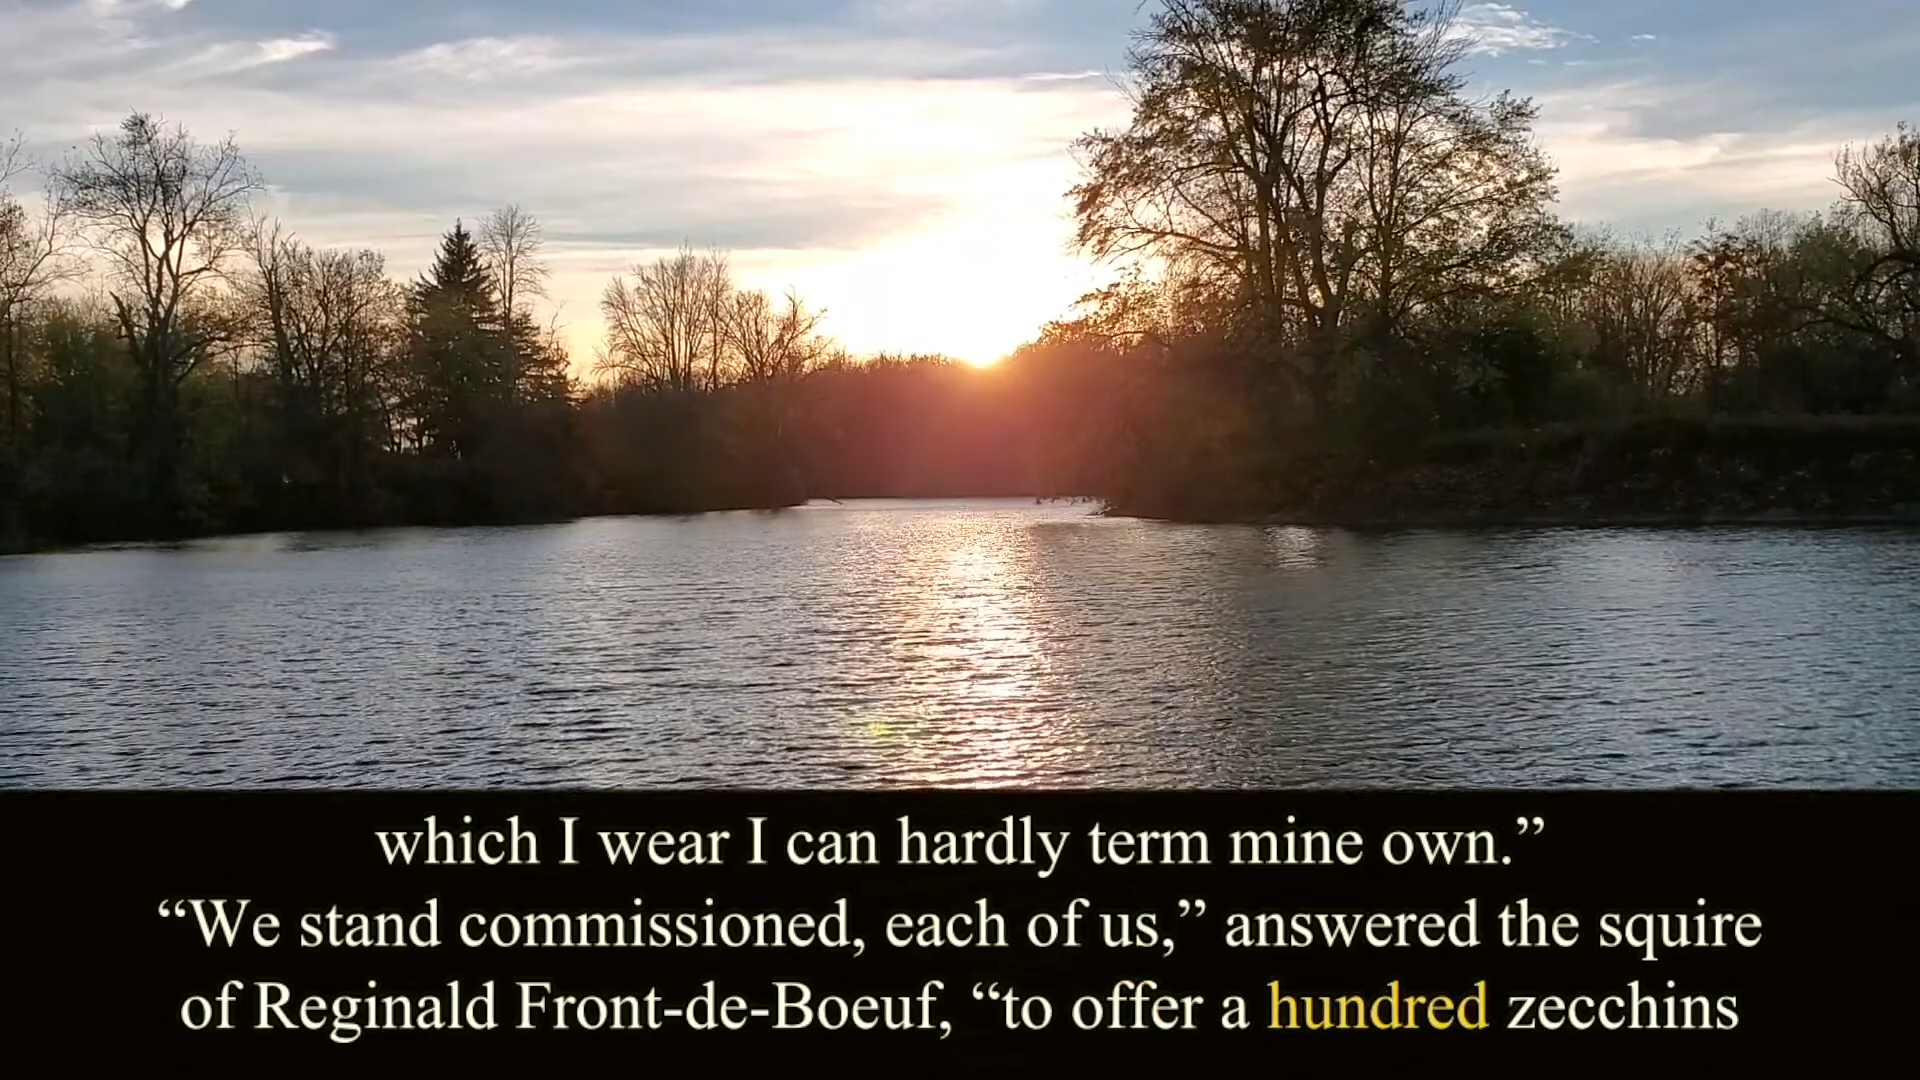 which I wear I can hardly term mine own.”
“We stand commissioned, each of us,” answered the squire
of Reginald Front-de-Boeuf, “to offer a hundred zecchins